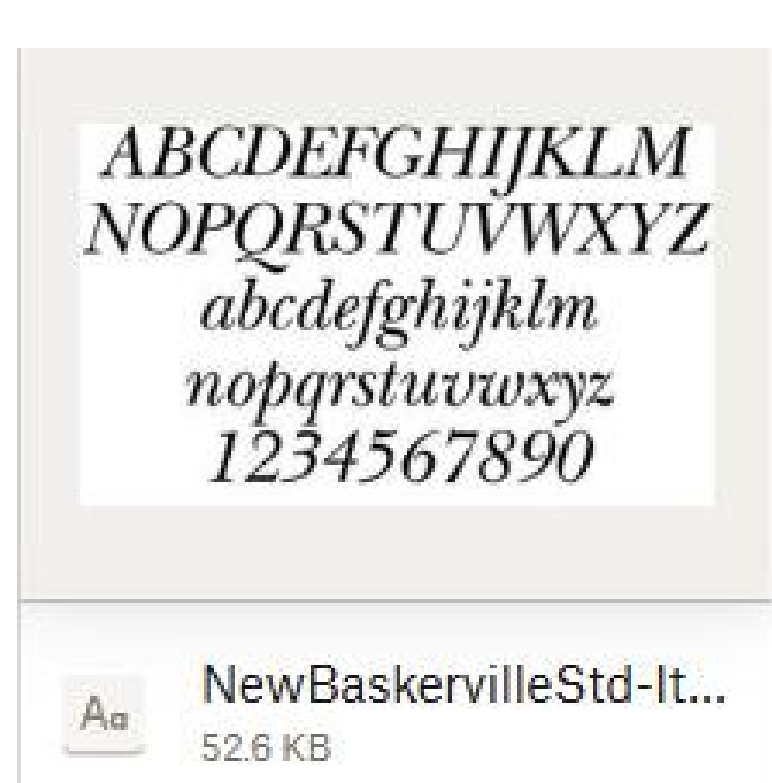 ABCDEFGHIJKLM
NOPQRSTUVWXYZ
abcdefghijklm
nopqrstuvwxyz
1234567890
Aa
NewBaskervilleStd-It...
52.6 KB